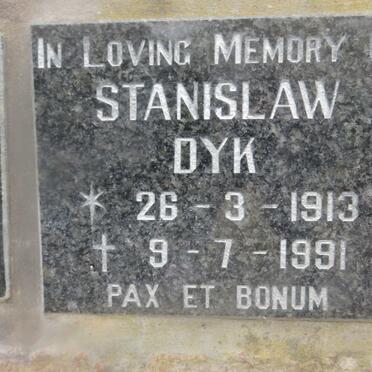 IN LOVING MEMORY
STANISLAW
DYK
* 26 - 3 - 1913
† 9 - 7 - 1991
PAX ET BONUM